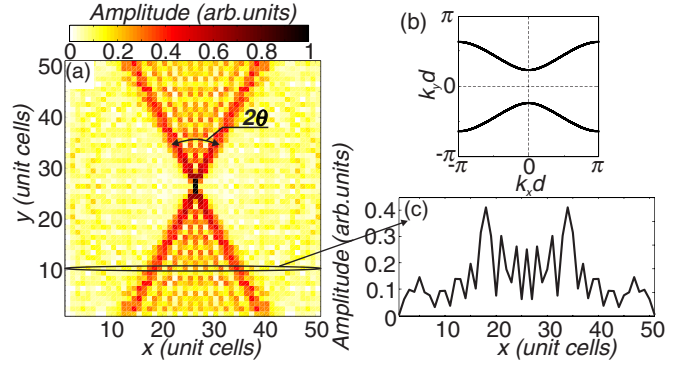 Amplitude (arb.units)
0 0.2 0.4 0.6 0.8 1
(a)
2θ
50
40
30
20
10
y (unit cells)
10 20 30 40 50
x (unit cells)
(b)
π
0
-π
k_y d
-π 0 π
k_x d
(c)
0.4
0.3
0.2
0.1
0
Amplitude (arb.units)
10 20 30 40 50
x (unit cells)